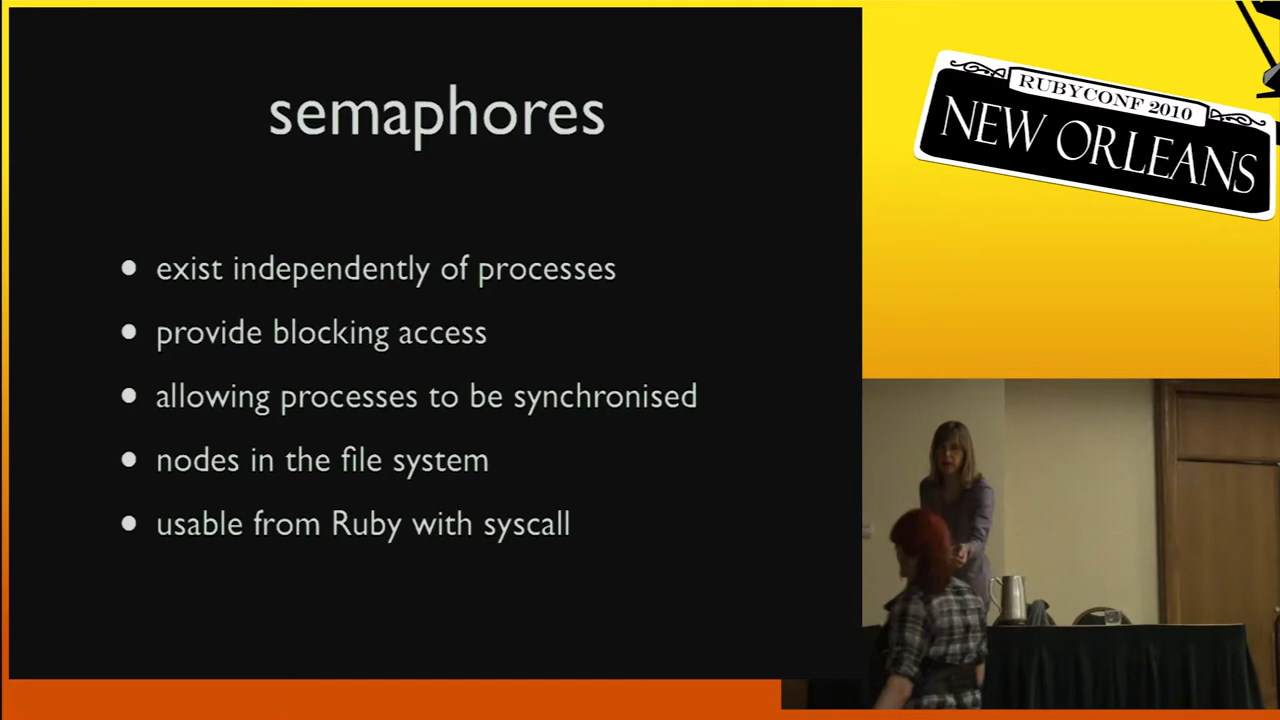 semaphores
exist independently of processes
provide blocking access
allowing processes to be synchronised
nodes in the file system
usable from Ruby with syscall
RUBYCONF 2010
NEW ORLEANS